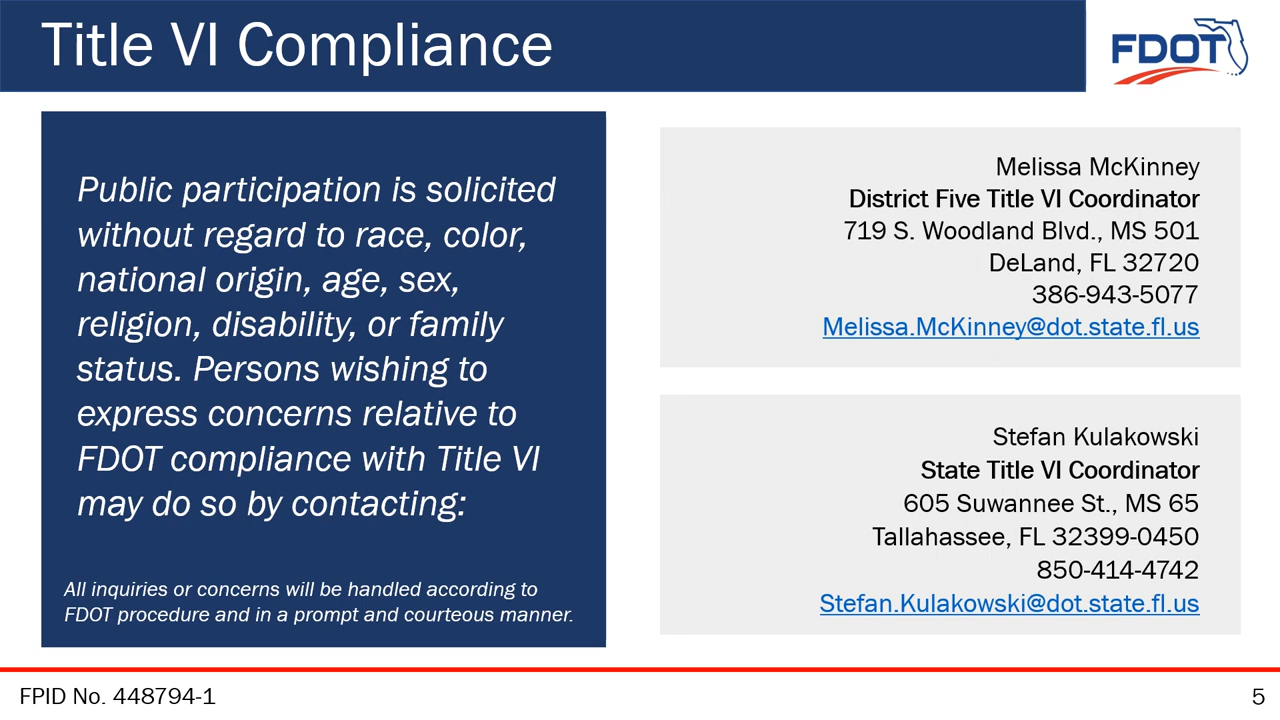 Title VI Compliance
FDOT
Public participation is solicited
without regard to race, color,
national origin, age, sex,
religion, disability, or family
status. Persons wishing to
express concerns relative to
FDOT compliance with Title VI
may do so by contacting:
All inquiries or concerns will be handled according to
FDOT procedure and in a prompt and courteous manner.
Melissa McKinney
District Five Title VI Coordinator
719 S. Woodland Blvd., MS 501
DeLand, FL 32720
386-943-5077
Melissa.McKinney@dot.state.fl.us
Stefan Kulakowski
State Title VI Coordinator
605 Suwannee St., MS 65
Tallahassee, FL 32399-0450
850-414-4742
Stefan.Kulakowski@dot.state.fl.us
FPID No. 448794-1
5